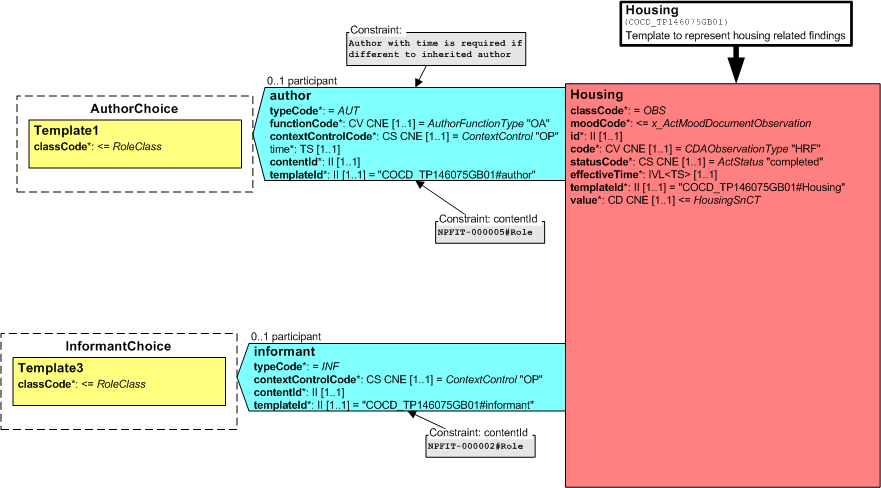 Housing
(COCD_TP146075GB01)
Template to represent housing related findings
Constraint:
Author with time is required if
different to inherited author
0..1 participant
author
typeCode*: = AUT
functionCode*: CV CNE [1..1] = AuthorFunctionType "OA"
contextControlCode*: CS CNE [1..1] = ContextControl "OP"
time*: TS [1..1]
contentId*: II [1..1]
templateId*: II [1..1] = "COCD_TP146075GB01#author"
AuthorChoice
Template1
classCode*: <= RoleClass
Constraint: contentId
NPFIT-000005#Role
Housing
classCode*: = OBS
moodCode*: <= x_ActMoodDocumentObservation
id*: II [1..1]
code*: CV CNE [1..1] = CDAObservationType "HRF"
statusCode*: CS CNE [1..1] = ActStatus "completed"
effectiveTime*: IVL<TS> [1..1]
templateId*: II [1..1] = "COCD_TP146075GB01#Housing"
value*: CD CNE [1..1] <= HousingSnCT
0..1 participant
informant
typeCode*: = INF
contextControlCode*: CS CNE [1..1] = ContextControl "OP"
contentId*: II [1..1]
templateId*: II [1..1] = "COCD_TP146075GB01#informant"
InformantChoice
Template3
classCode*: <= RoleClass
Constraint: contentId
NPFIT-000002#Role